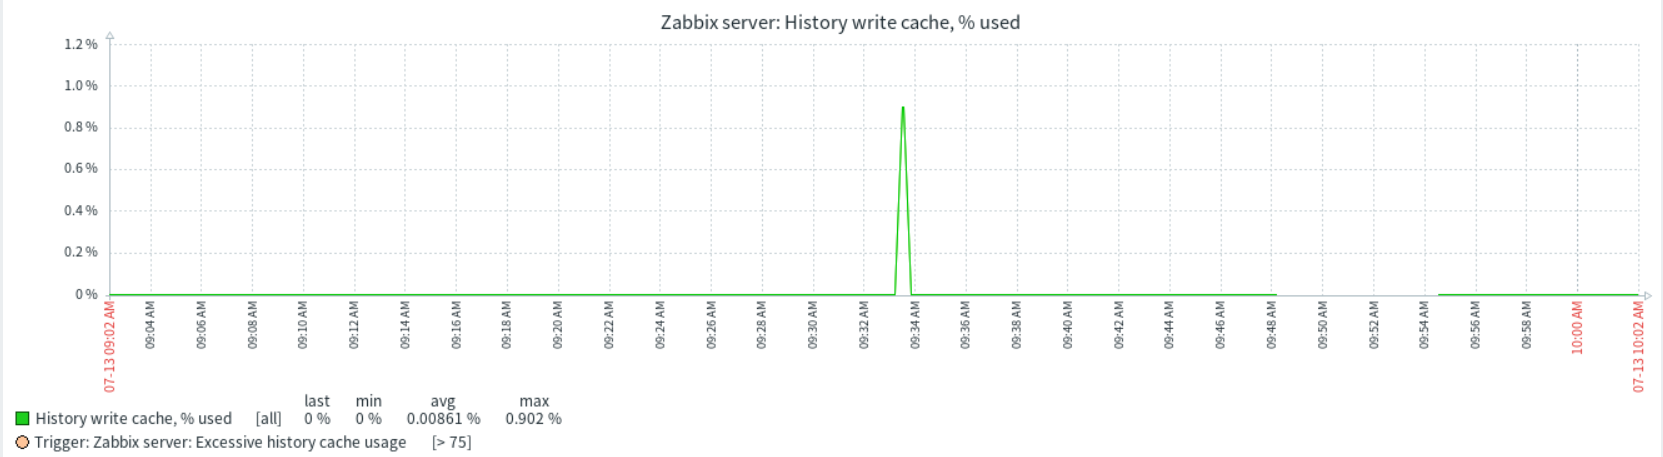 Zabbix server: History write cache, % used
1.2 %
1.0 %
0.8 %
0.6 %
0.4 %
0.2 %
0 %
07-13 09:02 AM
09:04 AM
09:06 AM
09:08 AM
09:10 AM
09:12 AM
09:14 AM
09:16 AM
09:18 AM
09:20 AM
09:22 AM
09:24 AM
09:26 AM
09:28 AM
09:30 AM
09:32 AM
09:34 AM
09:36 AM
09:38 AM
09:40 AM
09:42 AM
09:44 AM
09:46 AM
09:48 AM
09:50 AM
09:52 AM
09:54 AM
09:56 AM
09:58 AM
10:00 AM
07-13 10:02 AM
last min avg max
History write cache, % used [all] 0 % 0 % 0.00861 % 0.902 %
Trigger: Zabbix server: Excessive history cache usage [> 75]